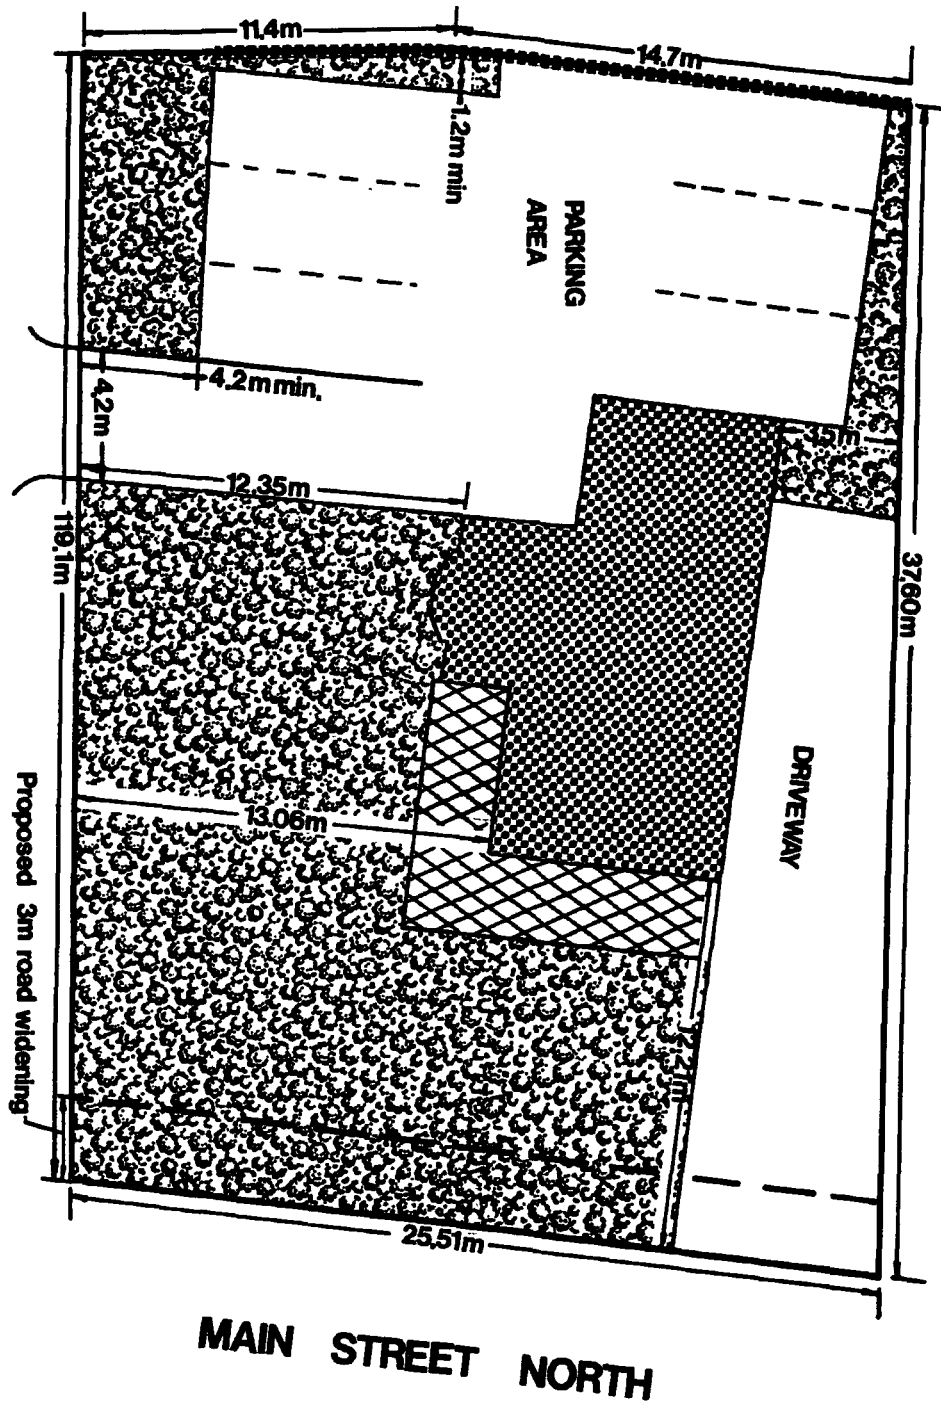 11.4m
14.7m
1.2m min
PARKING
AREA
4.2m min.
4.2m
1.5m
12.35m
119.1m
37.60m
DRIVEWAY
13.06m
Proposed 3m road widening
25.51m
MAIN STREET NORTH